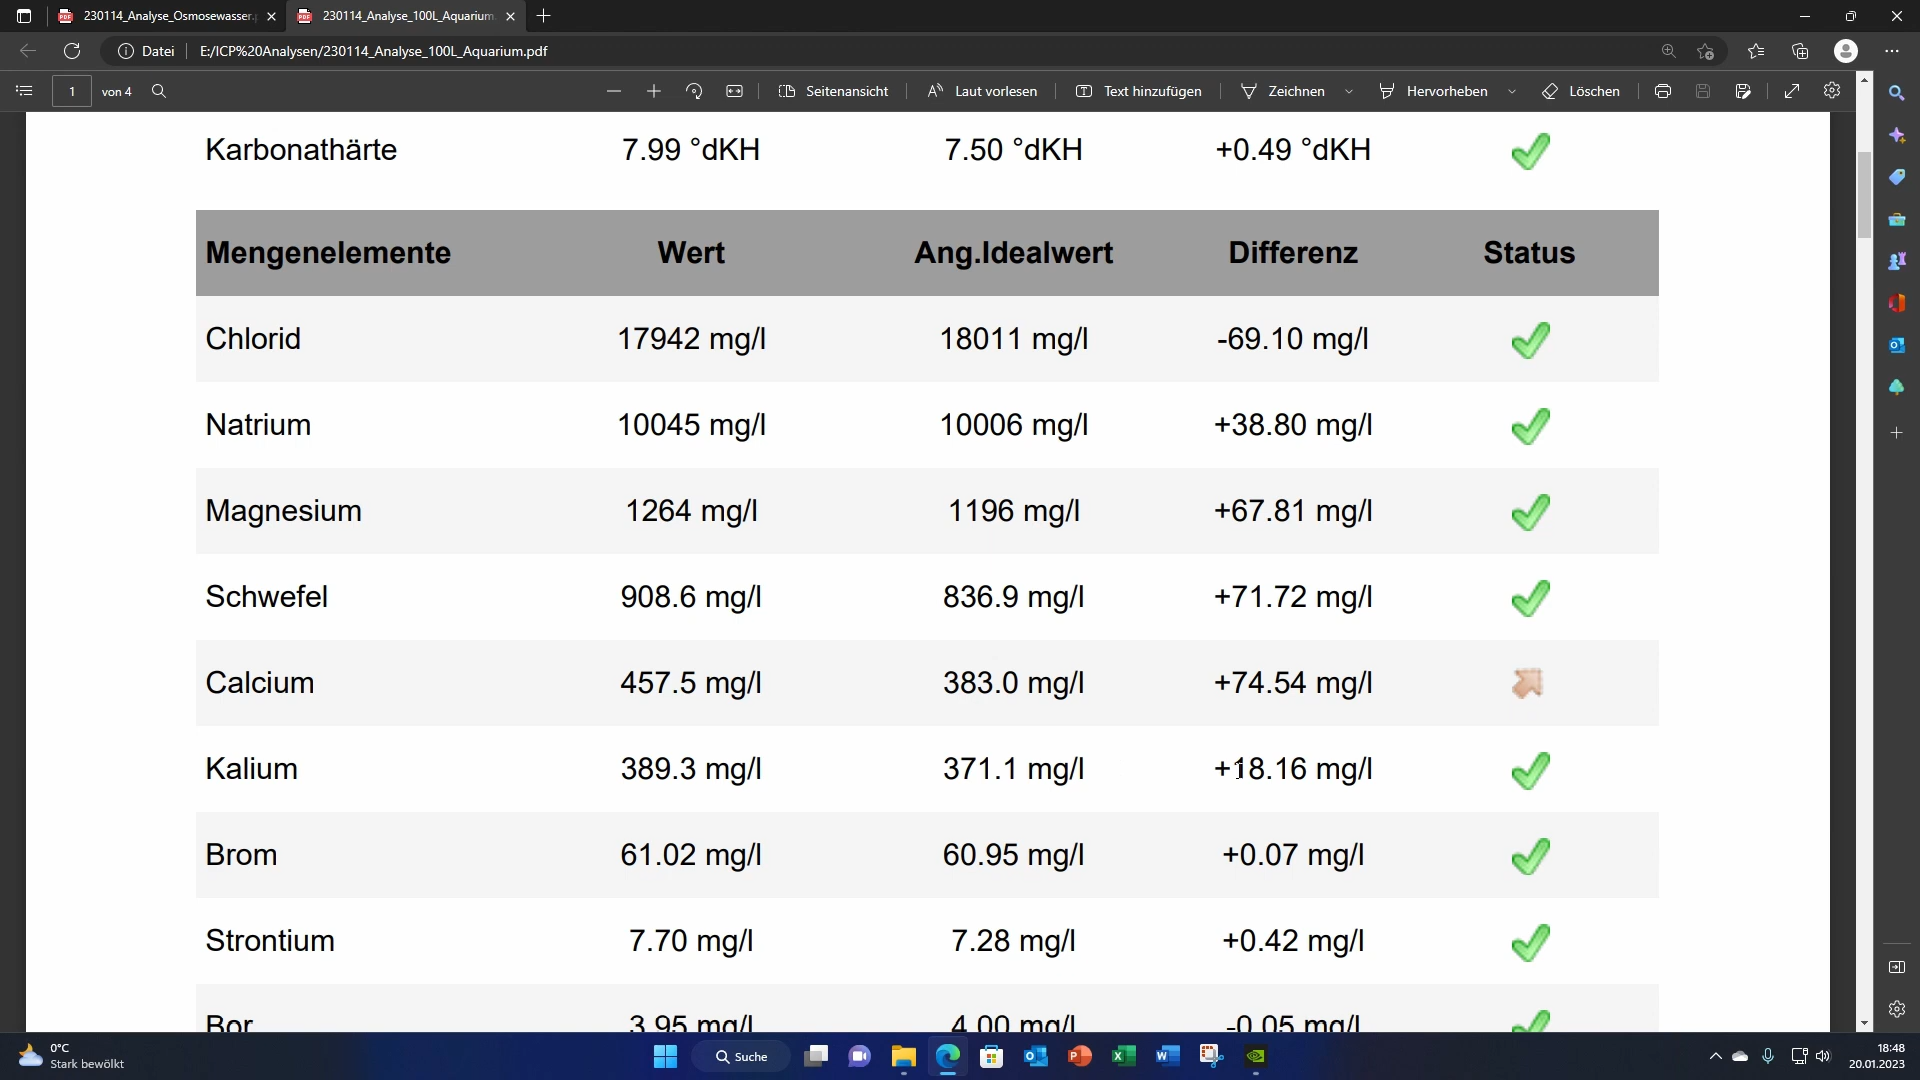 230114_Analyse_Osmosewasser.
230114_Analyse_100L_Aquarium.
Datei
E:/ICP%20Analysen/230114_Analyse_100L_Aquarium.pdf
1 von 4
Seitenansicht
Laut vorlesen
Text hinzufügen
Zeichnen
Hervorheben
Löschen
Karbonathärte 7.99 °dKH 7.50 °dKH +0.49 °dKH
Mengenelemente Wert Ang.Idealwert Differenz Status
Chlorid 17942 mg/l 18011 mg/l -69.10 mg/l
Natrium 10045 mg/l 10006 mg/l +38.80 mg/l
Magnesium 1264 mg/l 1196 mg/l +67.81 mg/l
Schwefel 908.6 mg/l 836.9 mg/l +71.72 mg/l
Calcium 457.5 mg/l 383.0 mg/l +74.54 mg/l
Kalium 389.3 mg/l 371.1 mg/l +18.16 mg/l
Brom 61.02 mg/l 60.95 mg/l +0.07 mg/l
Strontium 7.70 mg/l 7.28 mg/l +0.42 mg/l
Bor 3.95 mg/l 4.00 mg/l -0.05 mg/l
0°C
Stark bewölkt
Suche
18:48
20.01.2023